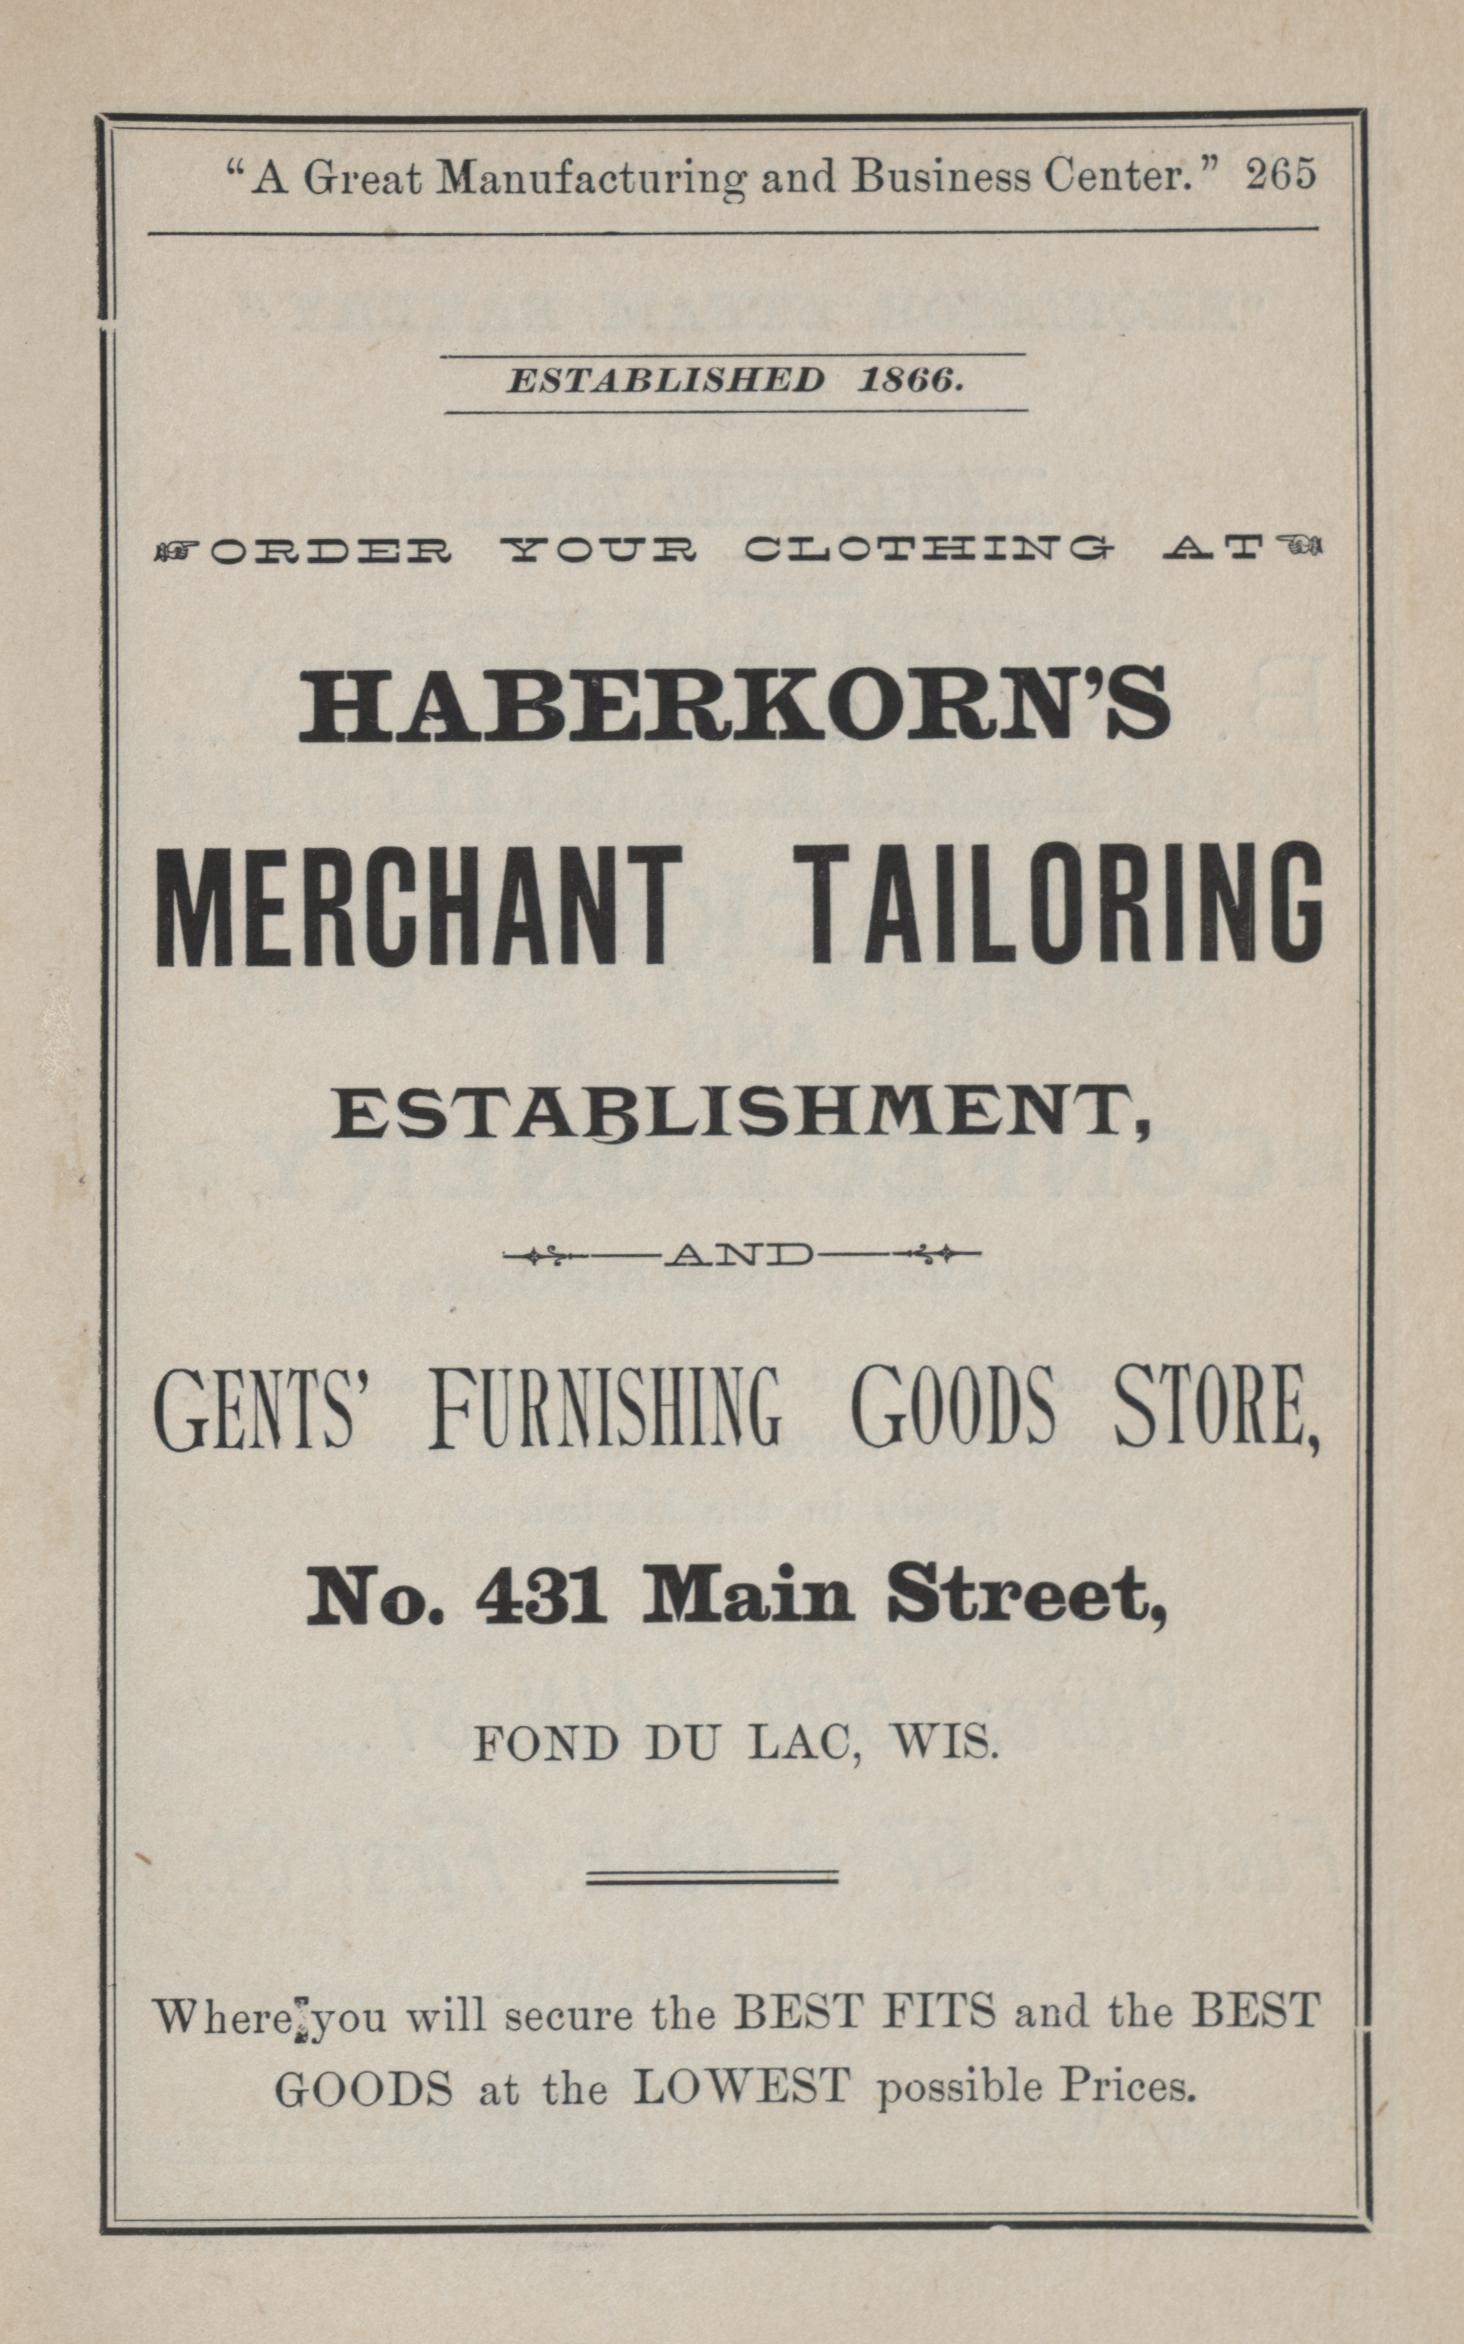 “A Great Manufacturing and Business Center.” 265
ESTABLISHED 1866.
☞ORDER YOUR CLOTHING AT☜
HABERKORN’S
MERCHANT TAILORING
ESTABLISHMENT,
AND
GENTS’ FURNISHING GOODS STORE,
No. 431 Main Street,
FOND DU LAC, WIS.
Where you will secure the BEST FITS and the BEST
GOODS at the LOWEST possible Prices.